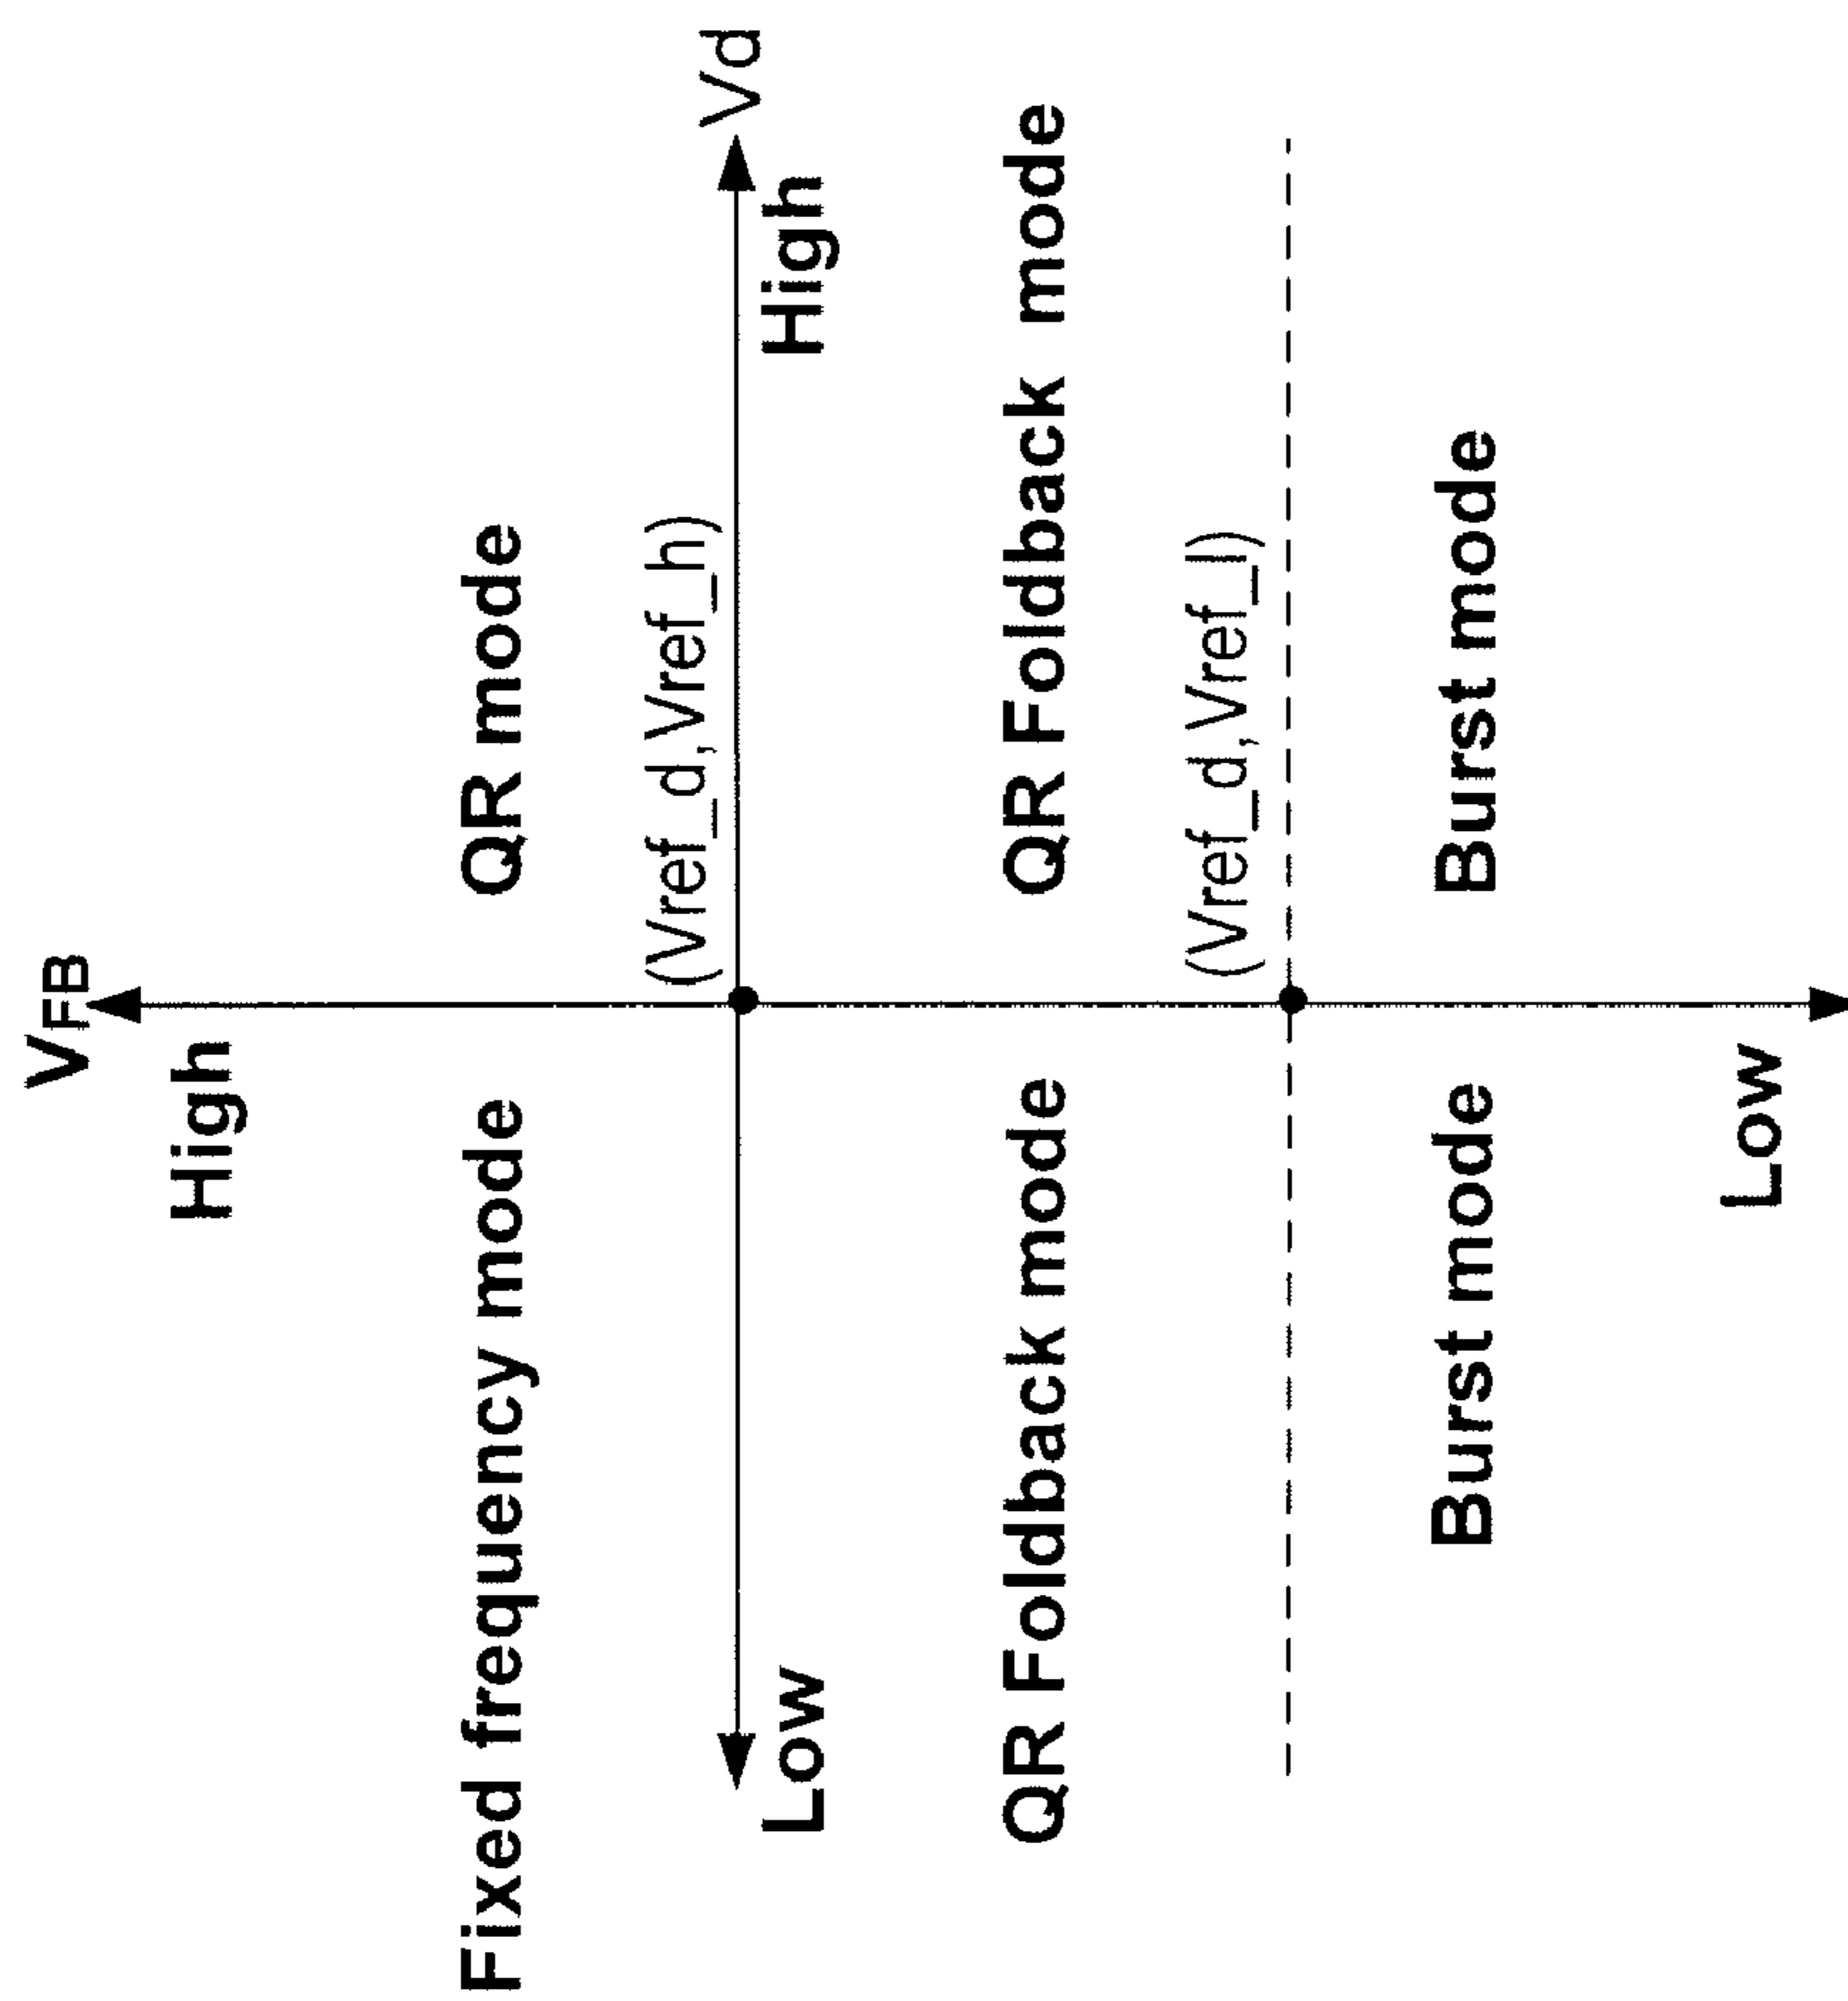 VFB
High
Fixed frequency mode
QR mode
(Vref_d,Vref_h)
Vd
Low
High
QR Foldback mode
QR Foldback mode
(Vref_d,Vref_l)
Burst mode
Burst mode
Low